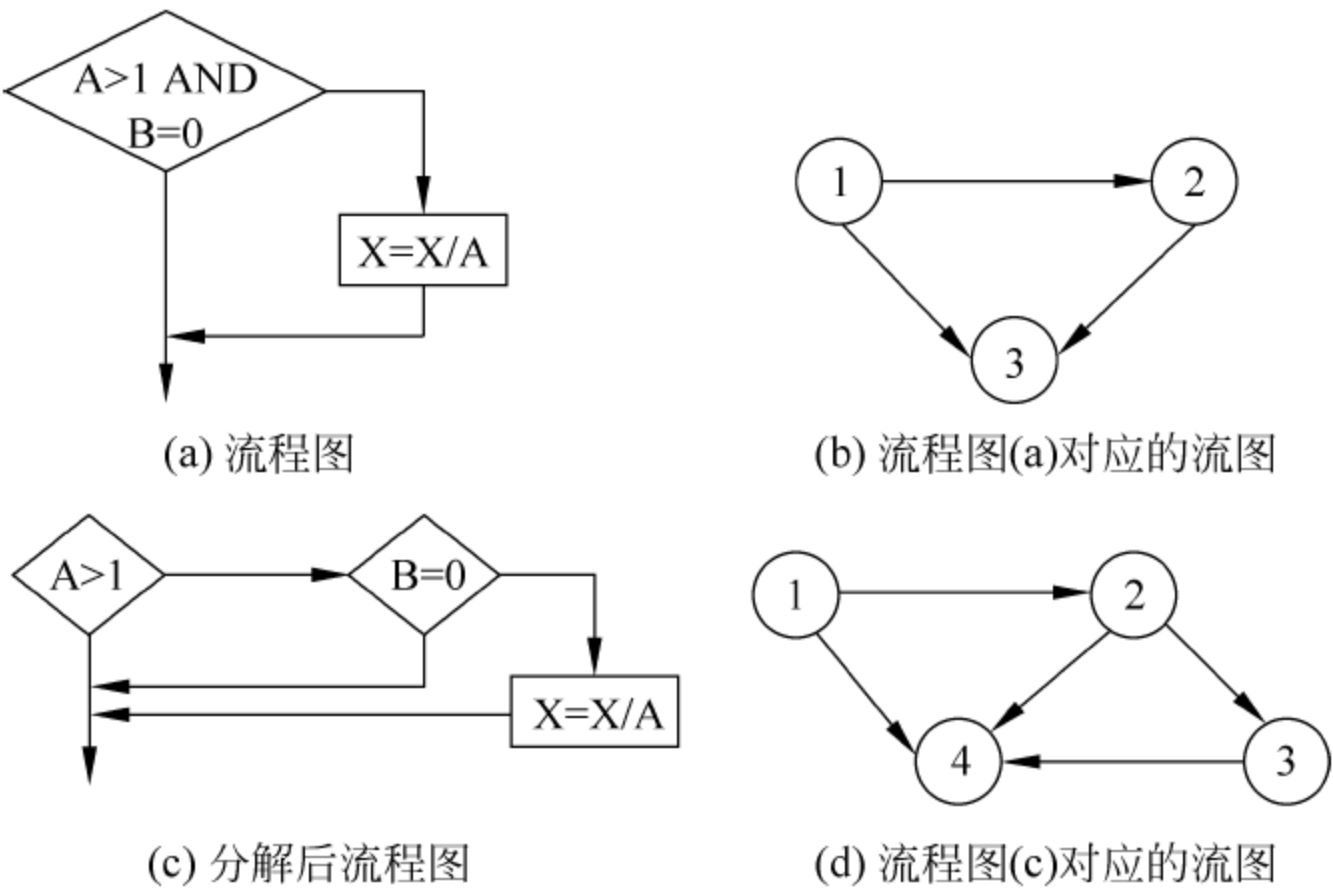 A>1 AND
B=0
X=X/A
(a) 流程图
1
2
3
(b) 流程图(a)对应的流图
A>1
B=0
X=X/A
(c) 分解后流程图
1
2
4
3
(d) 流程图(c)对应的流图